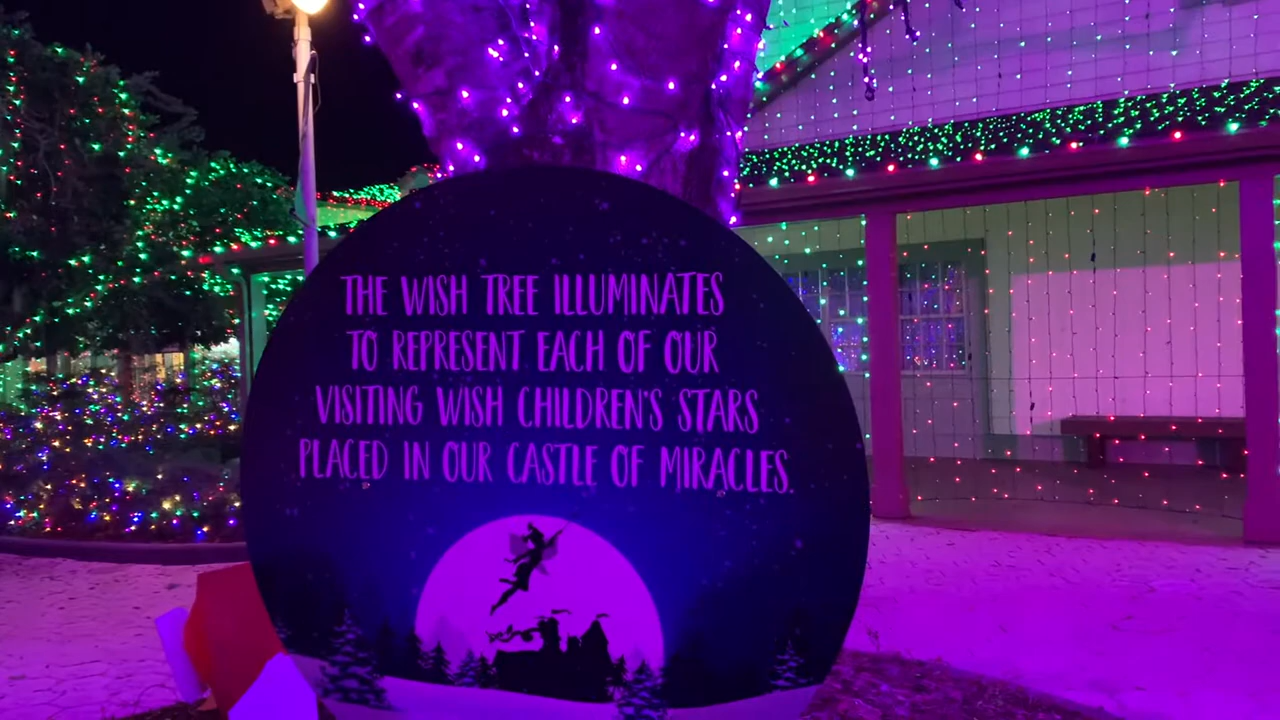 THE WISH TREE ILLUMINATES
TO REPRESENT EACH OF OUR
VISITING WISH CHILDREN'S STARS
PLACED IN OUR CASTLE OF MIRACLES.